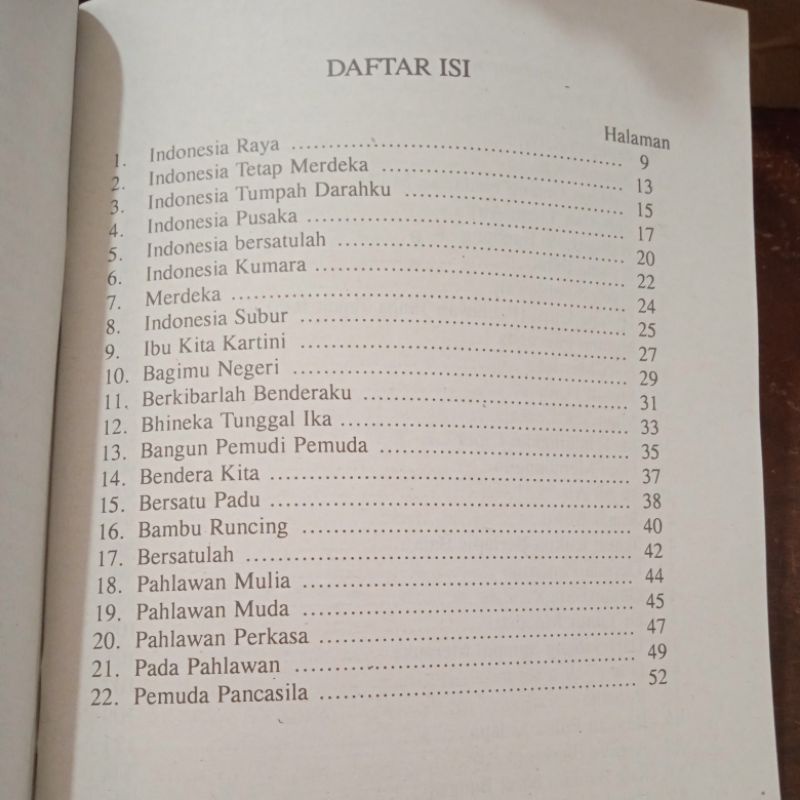 DAFTAR ISI
Halaman
1. Indonesia Raya ........................................ 9
2. Indonesia Tetap Merdeka ........................................ 13
3. Indonesia Tumpah Darahku ........................................ 15
4. Indonesia Pusaka ........................................ 17
5. Indonesia bersatulah ........................................ 20
6. Indonesia Kumara ........................................ 22
7. Merdeka ........................................ 24
8. Indonesia Subur ........................................ 25
9. Ibu Kita Kartini ........................................ 27
10. Bagimu Negeri ........................................ 29
11. Berkibarlah Benderaku ........................................ 31
12. Bhineka Tunggal Ika ........................................ 33
13. Bangun Pemudi Pemuda ........................................ 35
14. Bendera Kita ........................................ 37
15. Bersatu Padu ........................................ 38
16. Bambu Runcing ........................................ 40
17. Bersatulah ........................................ 42
18. Pahlawan Mulia ........................................ 44
19. Pahlawan Muda ........................................ 45
20. Pahlawan Perkasa ........................................ 47
21. Pada Pahlawan ........................................ 49
22. Pemuda Pancasila ........................................ 52